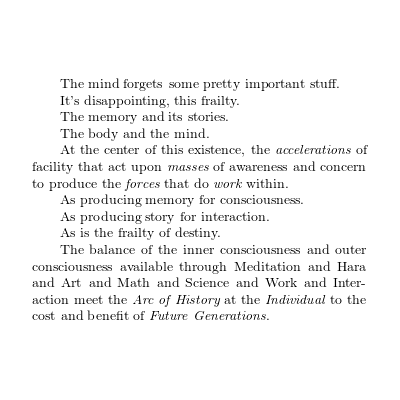 The mind forgets some pretty important stuff.
It's disappointing, this frailty.
The memory and its stories.
The body and the mind.
At the center of this existence, the accelerations of
facility that act upon masses of awareness and concern
to produce the forces that do work within.
As producing memory for consciousness.
As producing story for interaction.
As is the frailty of destiny.
The balance of the inner consciousness and outer
consciousness available through Meditation and Hara
and Art and Math and Science and Work and Inter-
action meet the Arc of History at the Individual to the
cost and benefit of Future Generations.